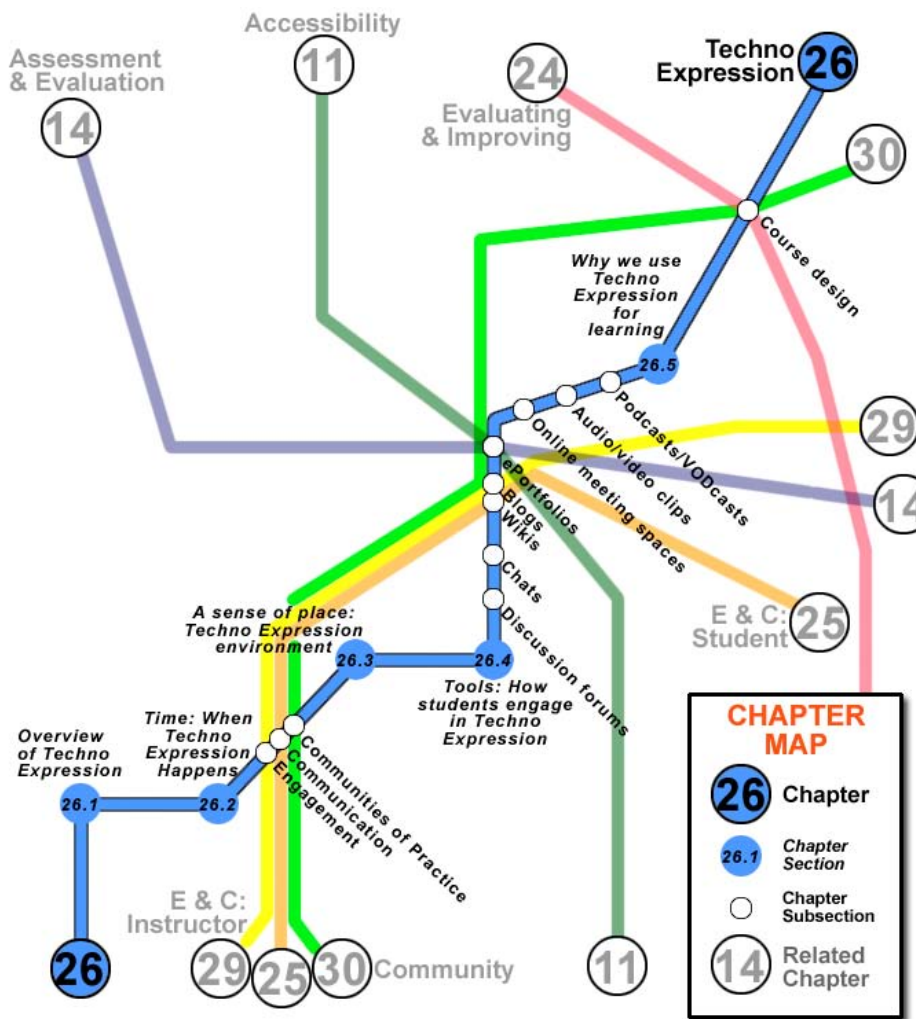 Accessibility
11
Assessment
& Evaluation
14
24
Evaluating
& Improving
Techno
Expression
26
30
Course design
Why we use
Techno
Expression
for
learning
26.5
Podcasts/VODcasts
Audio/video clips
Online meeting spaces
ePortfolios
Blogs
Wikis
Chats
Discussion forums
29
14
E & C:
Student
25
A sense of place:
Techno Expression
environment
26.3
26.4
Tools: How
students engage
in Techno
Expression
Time: When
Techno
Expression
Happens
26.2
Communities of Practice
Communication
Engagement
Overview
of Techno
Expression
26.1
26
E & C:
Instructor
29
25
30
Community
11
CHAPTER
MAP
26
Chapter
26.1
Chapter
Section
Chapter
Subsection
14
Related
Chapter